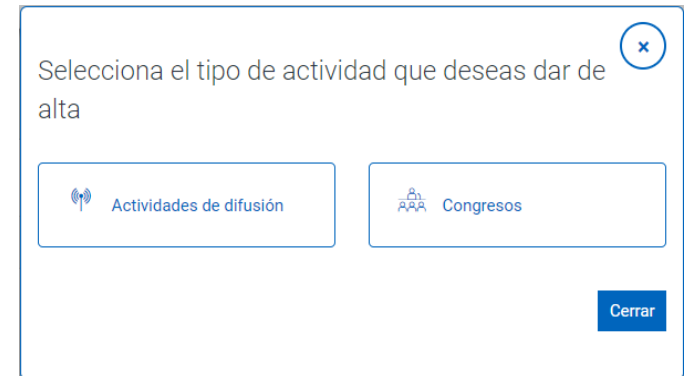 Selecciona el tipo de actividad que deseas dar de
alta
Actividades de difusión
Congresos
Cerrar